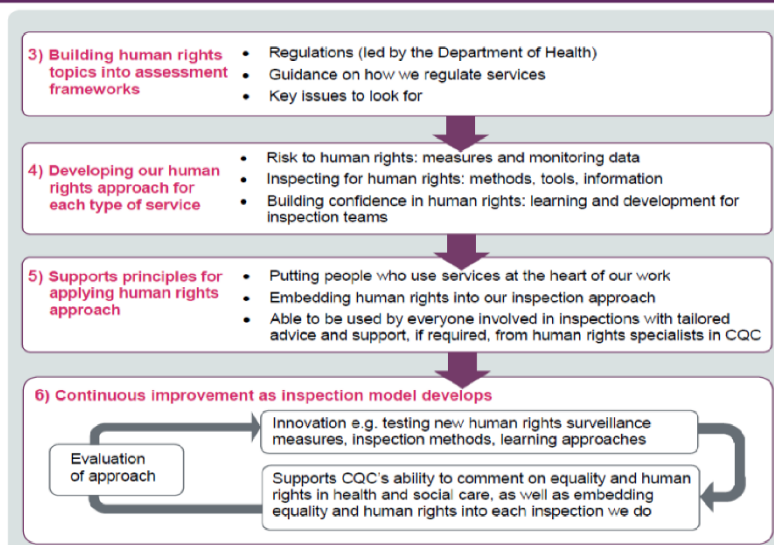 3) Building human rights
topics into assessment
frameworks
• Regulations (led by the Department of Health)
• Guidance on how we regulate services
• Key issues to look for
4) Developing our human
rights approach for
each type of service
• Risk to human rights: measures and monitoring data
• Inspecting for human rights: methods, tools, information
• Building confidence in human rights: learning and development for
inspection teams
5) Supports principles for
applying human rights
approach
• Putting people who use services at the heart of our work
• Embedding human rights into our inspection approach
• Able to be used by everyone involved in inspections with tailored
advice and support, if required, from human rights specialists in CQC
6) Continuous improvement as inspection model develops
Innovation e.g. testing new human rights surveillance
measures, inspection methods, learning approaches
Evaluation
of approach
Supports CQC's ability to comment on equality and human
rights in health and social care, as well as embedding
equality and human rights into each inspection we do